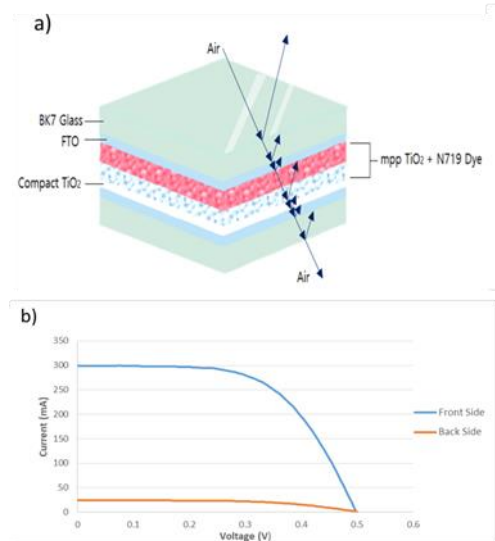 a)
Air
BK7 Glass
FTO
mpp TiO2 + N719 Dye
Compact TiO2
Air
b)
350
300
250
200
150
100
50
0
Current (mA)
0
0.1
0.2
0.3
0.4
0.5
0.6
Voltage (V)
Front Side
Back Side